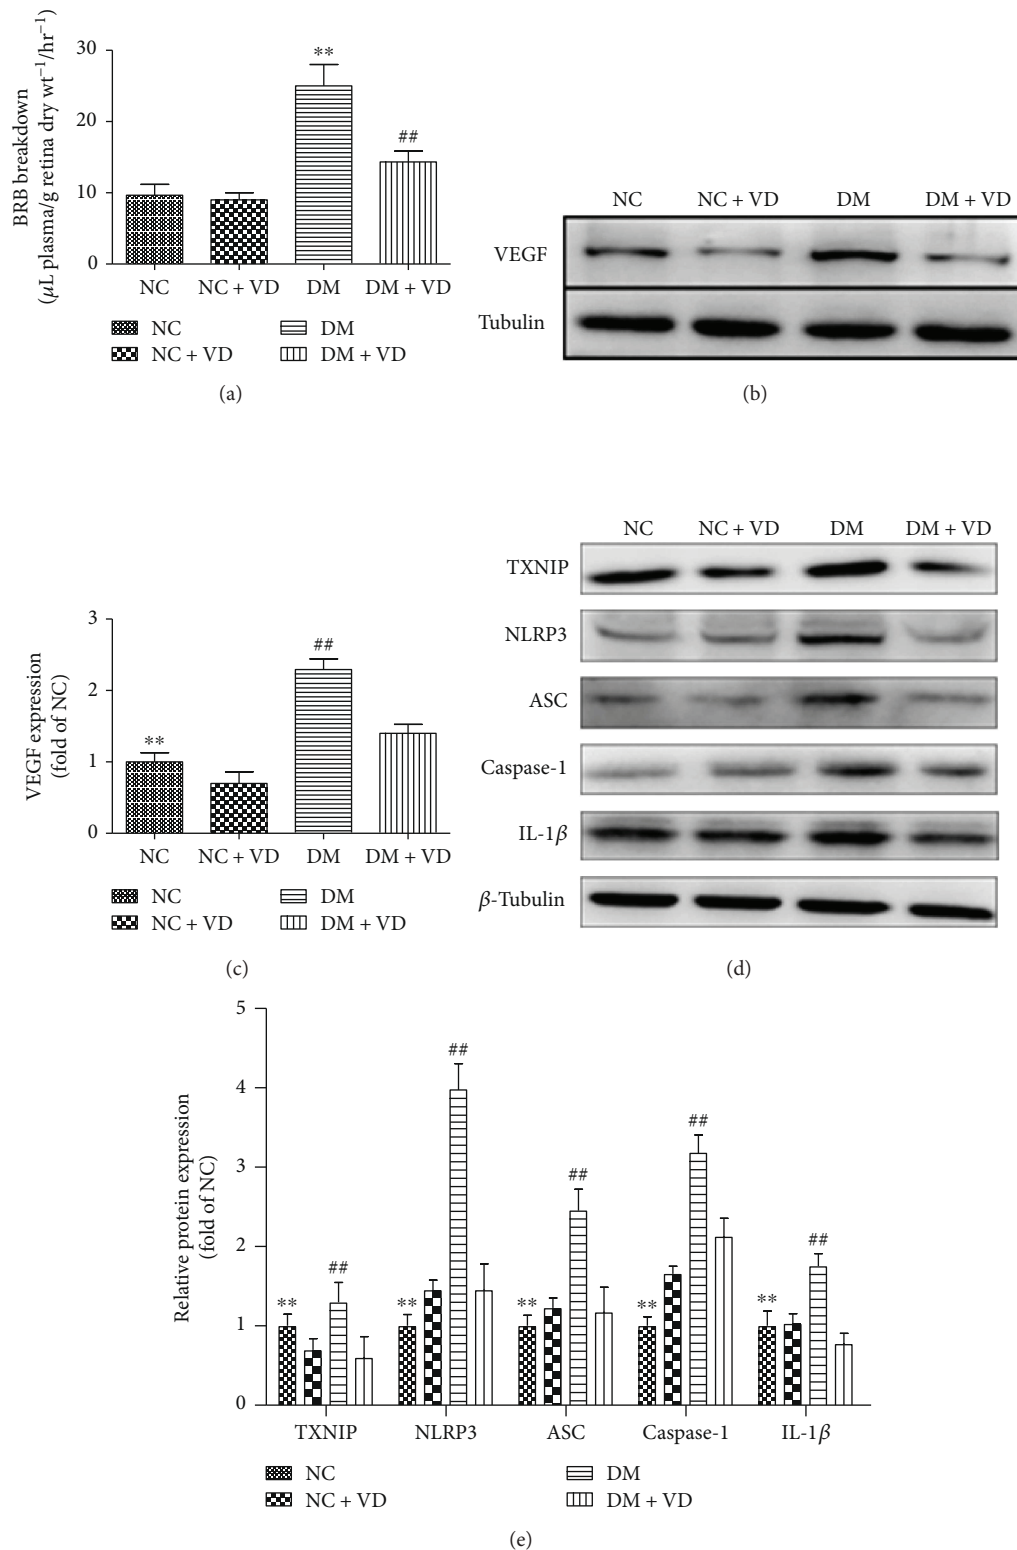 BRB breakdown
(μL plasma/g retina dry wt⁻¹/hr⁻¹)
30
20
10
0
**
##
NC NC + VD DM DM + VD
NC DM
NC + VD DM + VD
(a)
NC NC + VD DM DM + VD
VEGF
Tubulin
(b)
VEGF expression
(fold of NC)
3
2
1
0
**
##
NC NC + VD DM DM + VD
NC DM
NC + VD DM + VD
(c)
NC NC + VD DM DM + VD
TXNIP
NLRP3
ASC
Caspase-1
IL-1β
β-Tubulin
(d)
Relative protein expression
(fold of NC)
5
4
3
2
1
0
** ## ** ## ** ## ** ## ** ##
TXNIP NLRP3 ASC Caspase-1 IL-1β
NC DM
NC + VD DM + VD
(e)